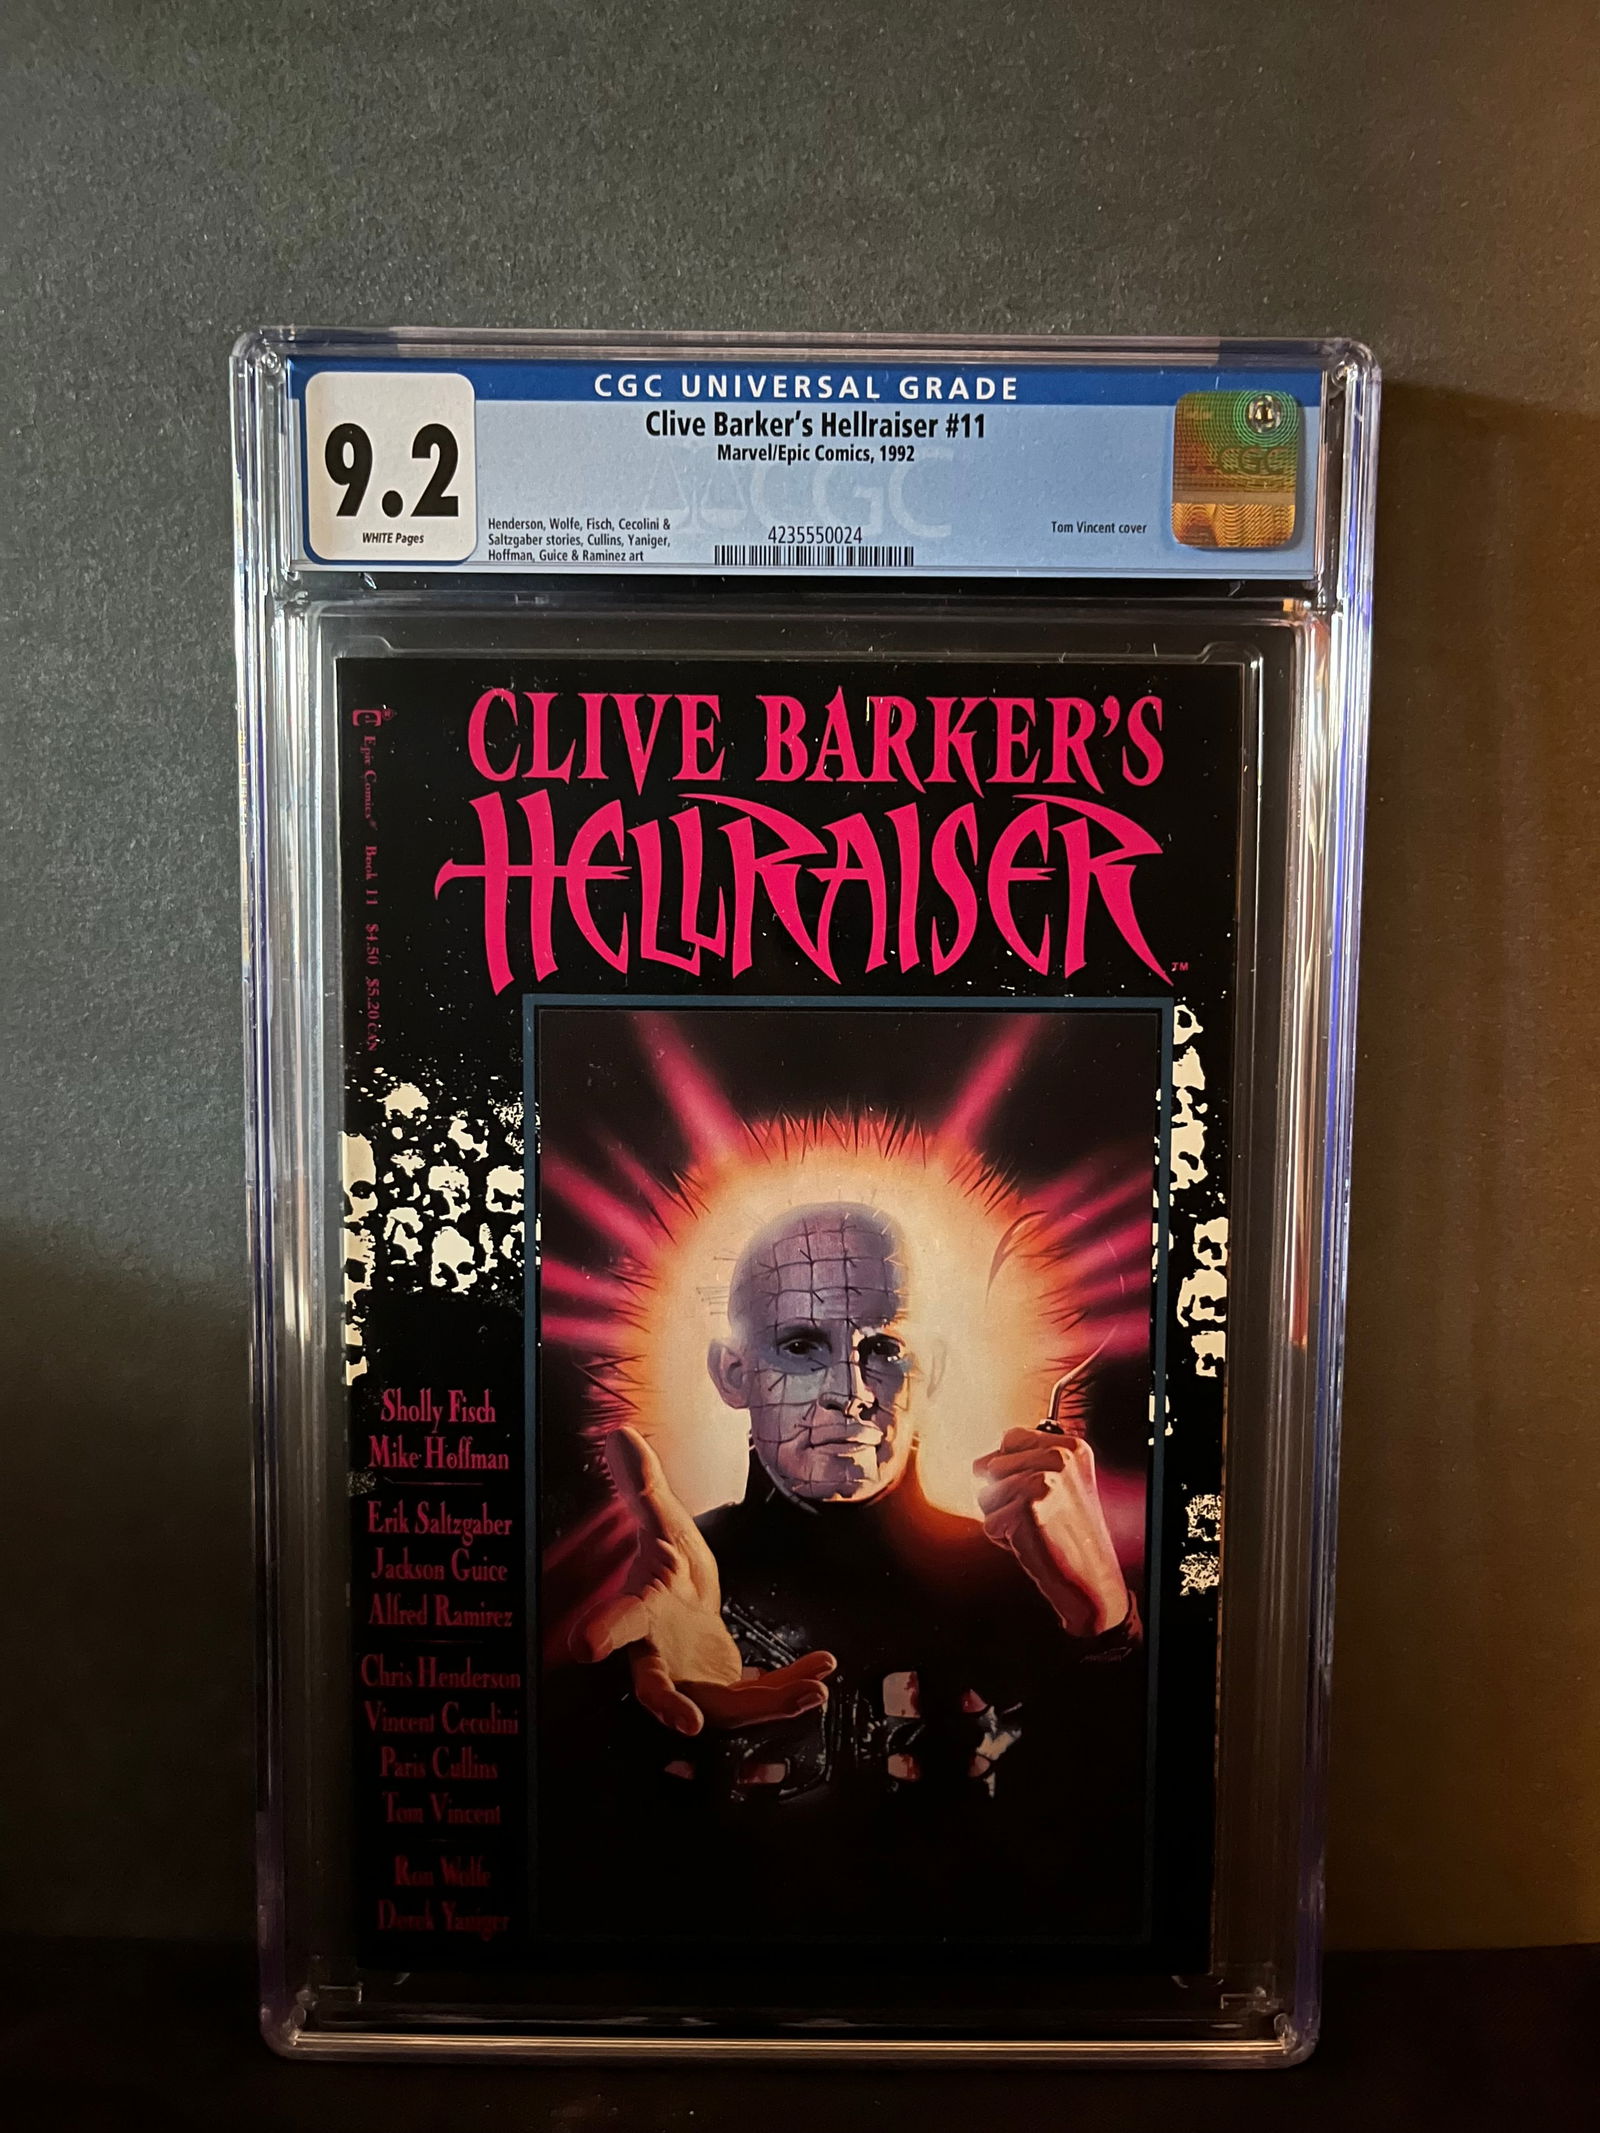 CGC UNIVERSAL GRADE
9.2
WHITE Pages
Clive Barker's Hellraiser #11
Marvel/Epic Comics, 1992
Henderson, Wolfe, Fisch, Cecolini &
Saltzgaber stories, Cullins, Yaniger,
Hoffman, Guice & Raminez art
4235550024
Tom Vincent cover
CGC
CGC
CLIVE BARKER'S
HELLRAISER
TM
Epic Comics Book 11 $4.50 $5.20 CAN
Sholly Fisch
Mike Hoffman
Erik Saltzgaber
Jackson Guice
Alfred Ramirez
Chris Henderson
Vincent Cecolini
Paris Cullins
Tom Vincent
Ron Wolfe
Derek Yaniger